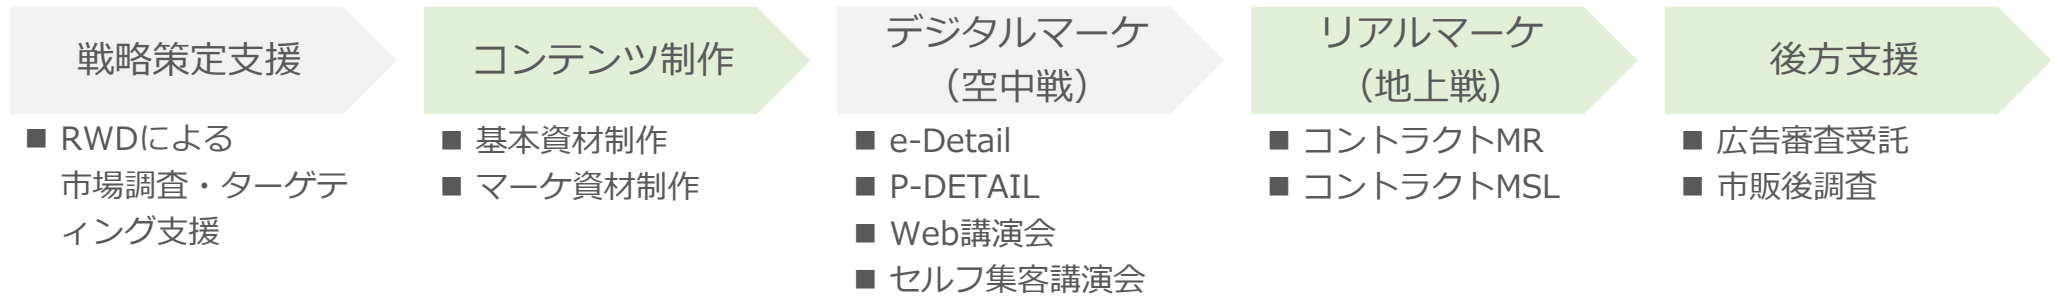 戦略策定支援
■ RWDによる
市場調査・ターゲテ
ィング支援
コンテンツ制作
■ 基本資材制作
■ マーケ資材制作
デジタルマーケ
（空中戦）
■ e-Detail
■ P-DETAIL
■ Web講演会
■ セルフ集客講演会
リアルマーケ
（地上戦）
■ コントラクトMR
■ コントラクトMSL
後方支援
■ 広告審査受託
■ 市販後調査